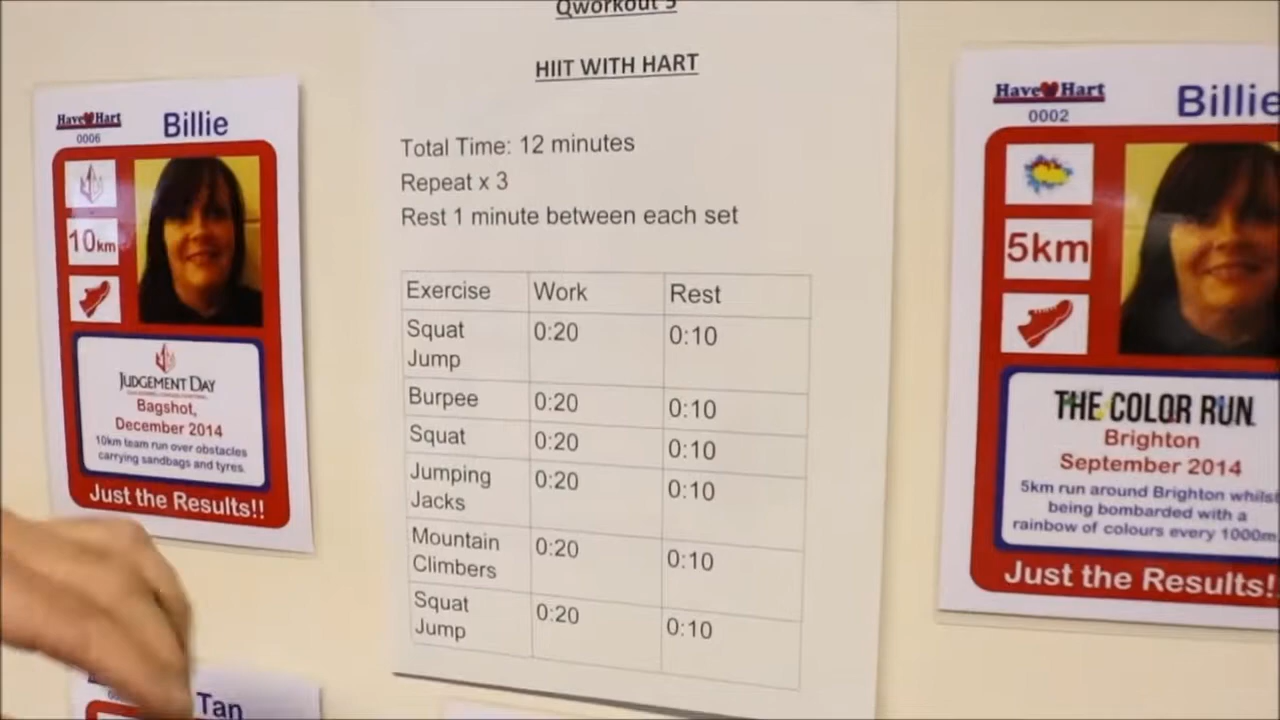 Have Hart
0006
Billie
10km
JUDGEMENT DAY
Bagshot,
December 2014
10km team run over obstacles
carrying sandbags and tyres.
Just the Results!!
Qworkout 5
HIIT WITH HART
Total Time: 12 minutes
Repeat x 3
Rest 1 minute between each set
Exercise Work Rest
Squat Jump 0:20 0:10
Burpee 0:20 0:10
Squat 0:20 0:10
Jumping Jacks 0:20 0:10
Mountain Climbers 0:20 0:10
Squat Jump 0:20 0:10
Have Hart
0002
Billie
5km
THE COLOR RUN
Brighton
September 2014
5km run around Brighton whilst
being bombarded with a
rainbow of colours every 1000m
Just the Results!
Tan